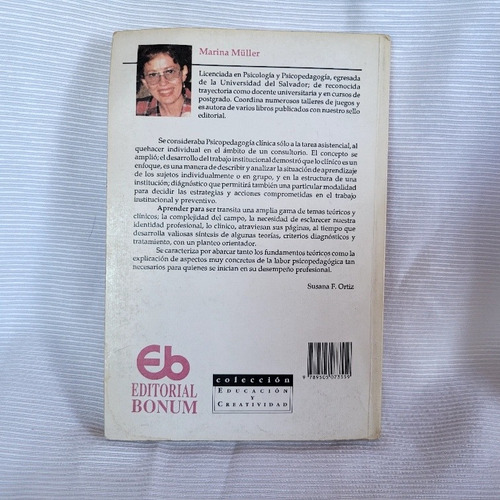 Marina Müller
Licenciada en Psicología y Psicopedagogía, egresada
de la Universidad del Salvador; de reconocida
trayectoria como docente universitaria y en cursos de
postgrado. Coordina numerosos talleres de juegos y
es autora de varios libros publicados con nuestro sello
editorial.
Se consideraba Psicopedagogía clínica sólo a la tarea asistencial, al
quehacer individual en el ámbito de un consultorio. El concepto se
amplió; el desarrollo del trabajo institucional demostró que lo clínico es un
enfoque, es una manera de describir y analizar la situación de aprendizaje
de los sujetos individualmente o en grupo, y en la estructura de una
institución; diagnóstico que permitirá también una particular modalidad
para decidir las estrategias y acciones comprometidas en el trabajo
institucional y preventivo.
Aprender para ser transita una amplia gama de temas teóricos y
clínicos: la complejidad del campo, la necesidad de esclarecer nuestra
identidad profesional, lo clínico, atraviesan sus páginas, al tiempo que
desarrolla valiosas síntesis de algunas teorías, criterios diagnósticos y
tratamiento, con un planteo orientador.
Se caracteriza por abarcar tanto los fundamentos teóricos como la
explicación de aspectos muy concretos de la labor psicopedagógica tan
necesarios para quienes se inician en su desempeño profesional.
Susana F. Ortiz
Eb
EDITORIAL
BONUM
colección
EDUCACIÓN
Y
CREATIVIDAD
9 789505 073559